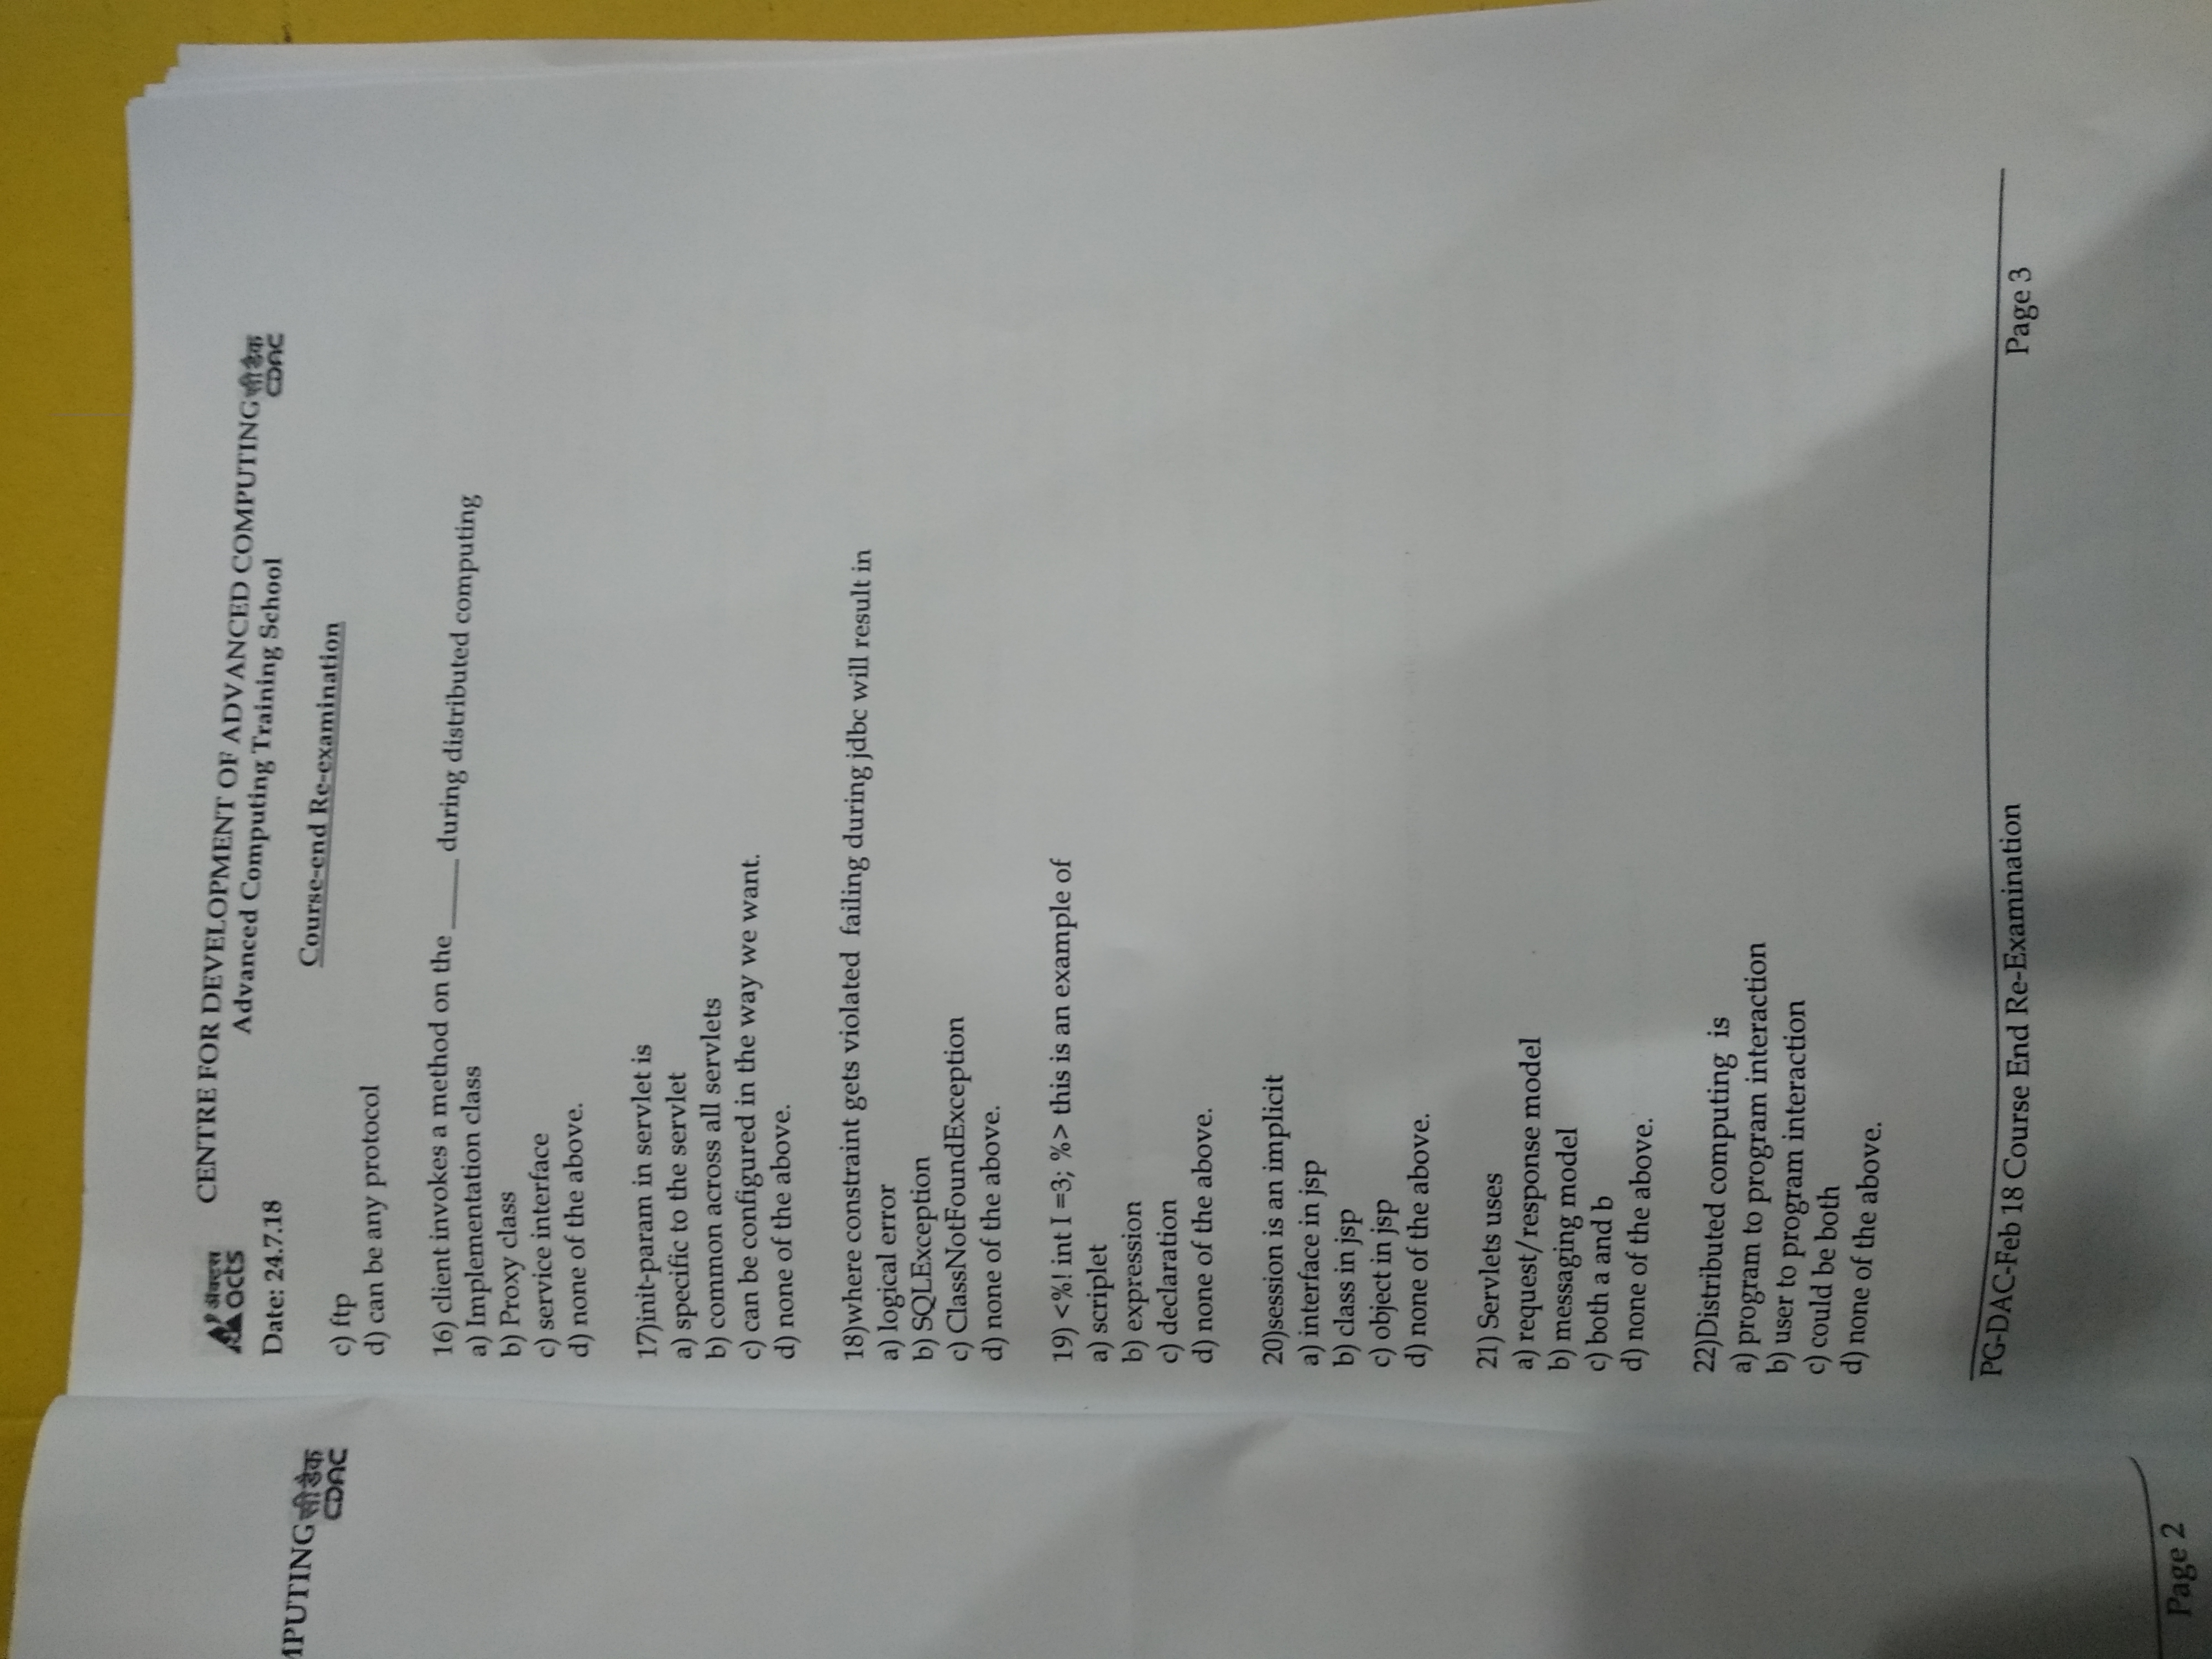 MPUTING सी डैक
CDAC
Page 2
ॲक्ट्स
acts
CENTRE FOR DEVELOPMENT OF ADVANCED COMPUTING सी डैक
CDAC
Advanced Computing Training School
Date: 24.7.18
Course-end Re-examination
c) ftp
d) can be any protocol
16) client invokes a method on the _____ during distributed computing
a) Implementation class
b) Proxy class
c) service interface
d) none of the above.
17)init-param in servlet is
a) specific to the servlet
b) common across all servlets
c) can be configured in the way we want.
d) none of the above.
18)where constraint gets violated failing during jdbc will result in
a) logical error
b) SQLException
c) ClassNotFoundException
d) none of the above.
19) <%! int I =3; %> this is an example of
a) scriplet
b) expression
c) declaration
d) none of the above.
20)session is an implicit
a) interface in jsp
b) class in jsp
c) object in jsp
d) none of the above.
21) Servlets uses
a) request/response model
b) messaging model
c) both a and b
d) none of the above.
22)Distributed computing is
a) program to program interaction
b) user to program interaction
c) could be both
d) none of the above.
PG-DAC-Feb 18 Course End Re-Examination
Page 3